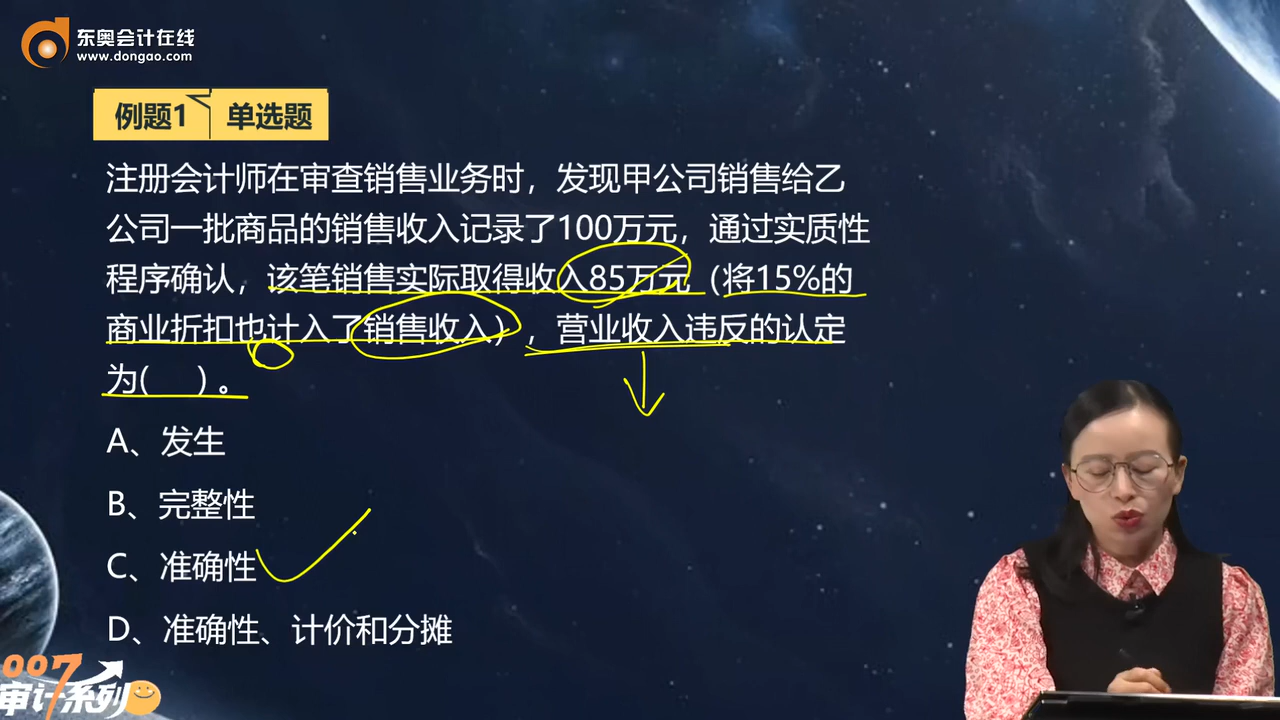 东奥会计在线
www.dongao.com
例题1 单选题
注册会计师在审查销售业务时，发现甲公司销售给乙
公司一批商品的销售收入记录了100万元，通过实质性
程序确认，该笔销售实际取得收入85万元（将15%的
商业折扣也计入了销售收入），营业收入违反的认定
为(      )。
A、发生
B、完整性
C、准确性
D、准确性、计价和分摊
007
审计系列